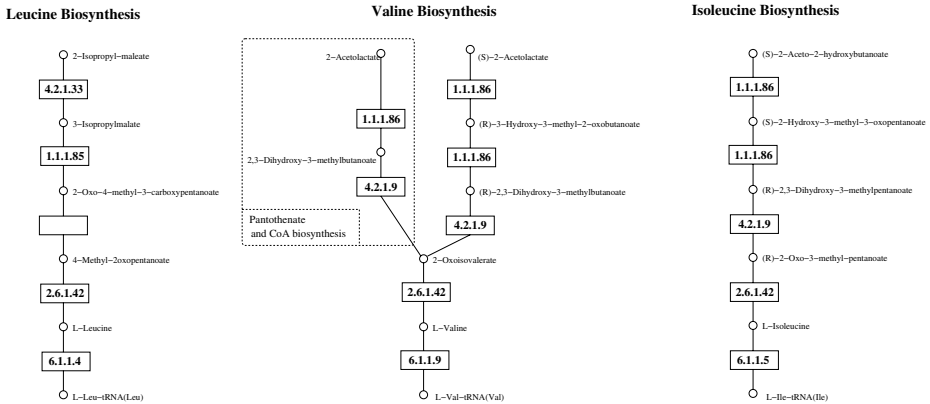 Leucine Biosynthesis
2-Isopropyl-maleate
4.2.1.33
3-Isopropylmalate
1.1.1.85
2-Oxo-4-methyl-3-carboxypentanoate
4-Methyl-2oxopentanoate
2.6.1.42
L-Leucine
6.1.1.4
L-Leu-tRNA(Leu)
Valine Biosynthesis
2-Acetolactate
1.1.1.86
2,3-Dihydroxy-3-methylbutanoate
4.2.1.9
Pantothenate
and CoA biosynthesis
(S)-2-Acetolactate
1.1.1.86
(R)-3-Hydroxy-3-methyl-2-oxobutanoate
1.1.1.86
(R)-2,3-Dihydroxy-3-methylbutanoate
4.2.1.9
2-Oxoisovalerate
2.6.1.42
L-Valine
6.1.1.9
L-Val-tRNA(Val)
Isoleucine Biosynthesis
(S)-2-Aceto-2-hydroxybutanoate
1.1.1.86
(S)-2-Hydroxy-3-methyl-3-oxopentanoate
1.1.1.86
(R)-2,3-Dihydroxy-3-methylpentanoate
4.2.1.9
(R)-2-Oxo-3-methyl-pentanoate
2.6.1.42
L-Isoleucine
6.1.1.5
L-Ile-tRNA(Ile)